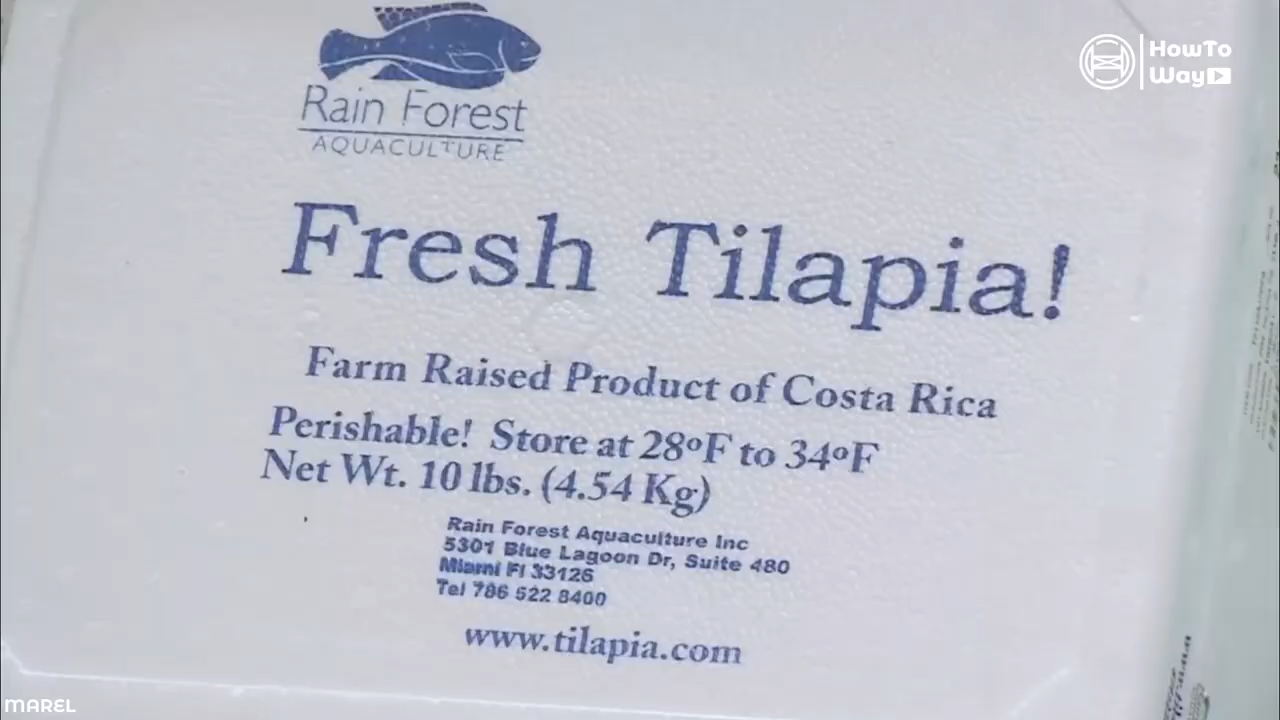 HowTo
Way
Rain Forest
AQUACULTURE
Fresh Tilapia!
Farm Raised Product of Costa Rica
Perishable! Store at 28ºF to 34ºF
Net Wt. 10 lbs. (4.54 Kg)
Rain Forest Aquaculture Inc
5301 Blue Lagoon Dr, Suite 480
Miami Fl 33126
Tel 786 522 8400
www.tilapia.com
MAREL